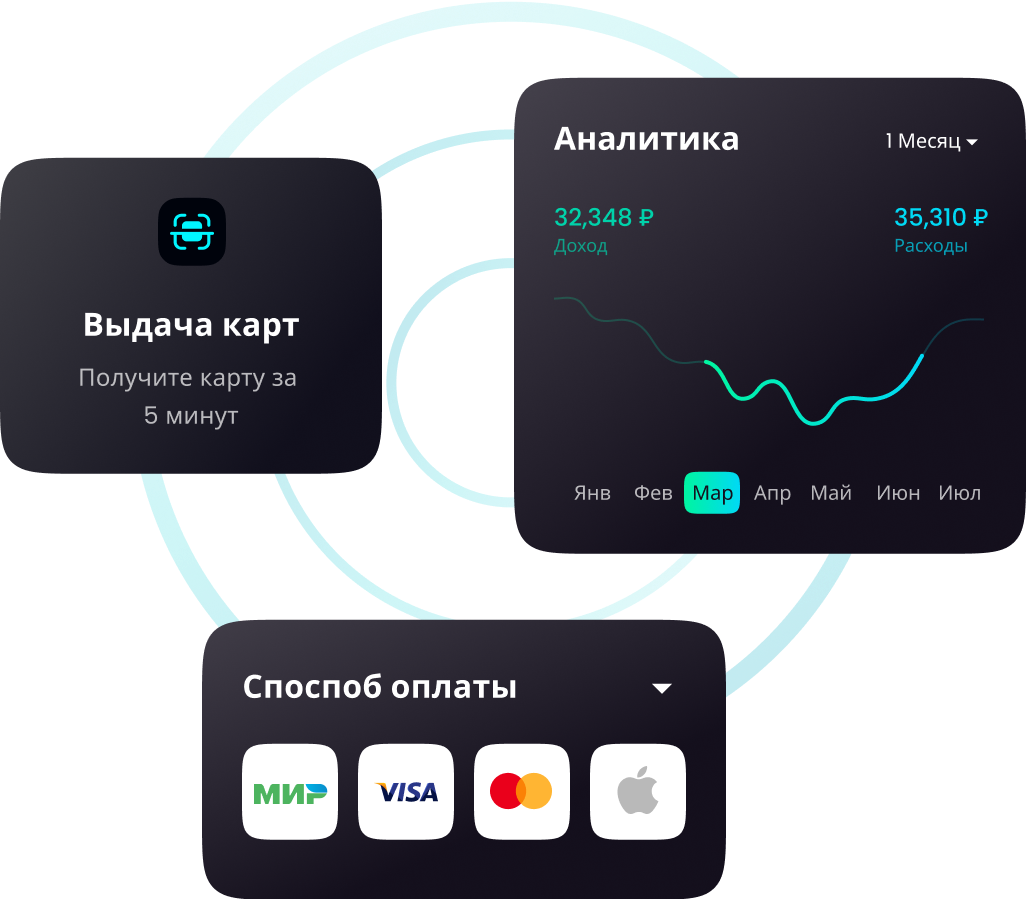 Аналитика
1 Месяц
32,348 ₽
35,310 ₽
Доход
Расходы
Янв Фев Мар Апр Май Июн Июл
Выдача карт
Получите карту за
5 минут
Споспоб оплаты
МИР
VISA